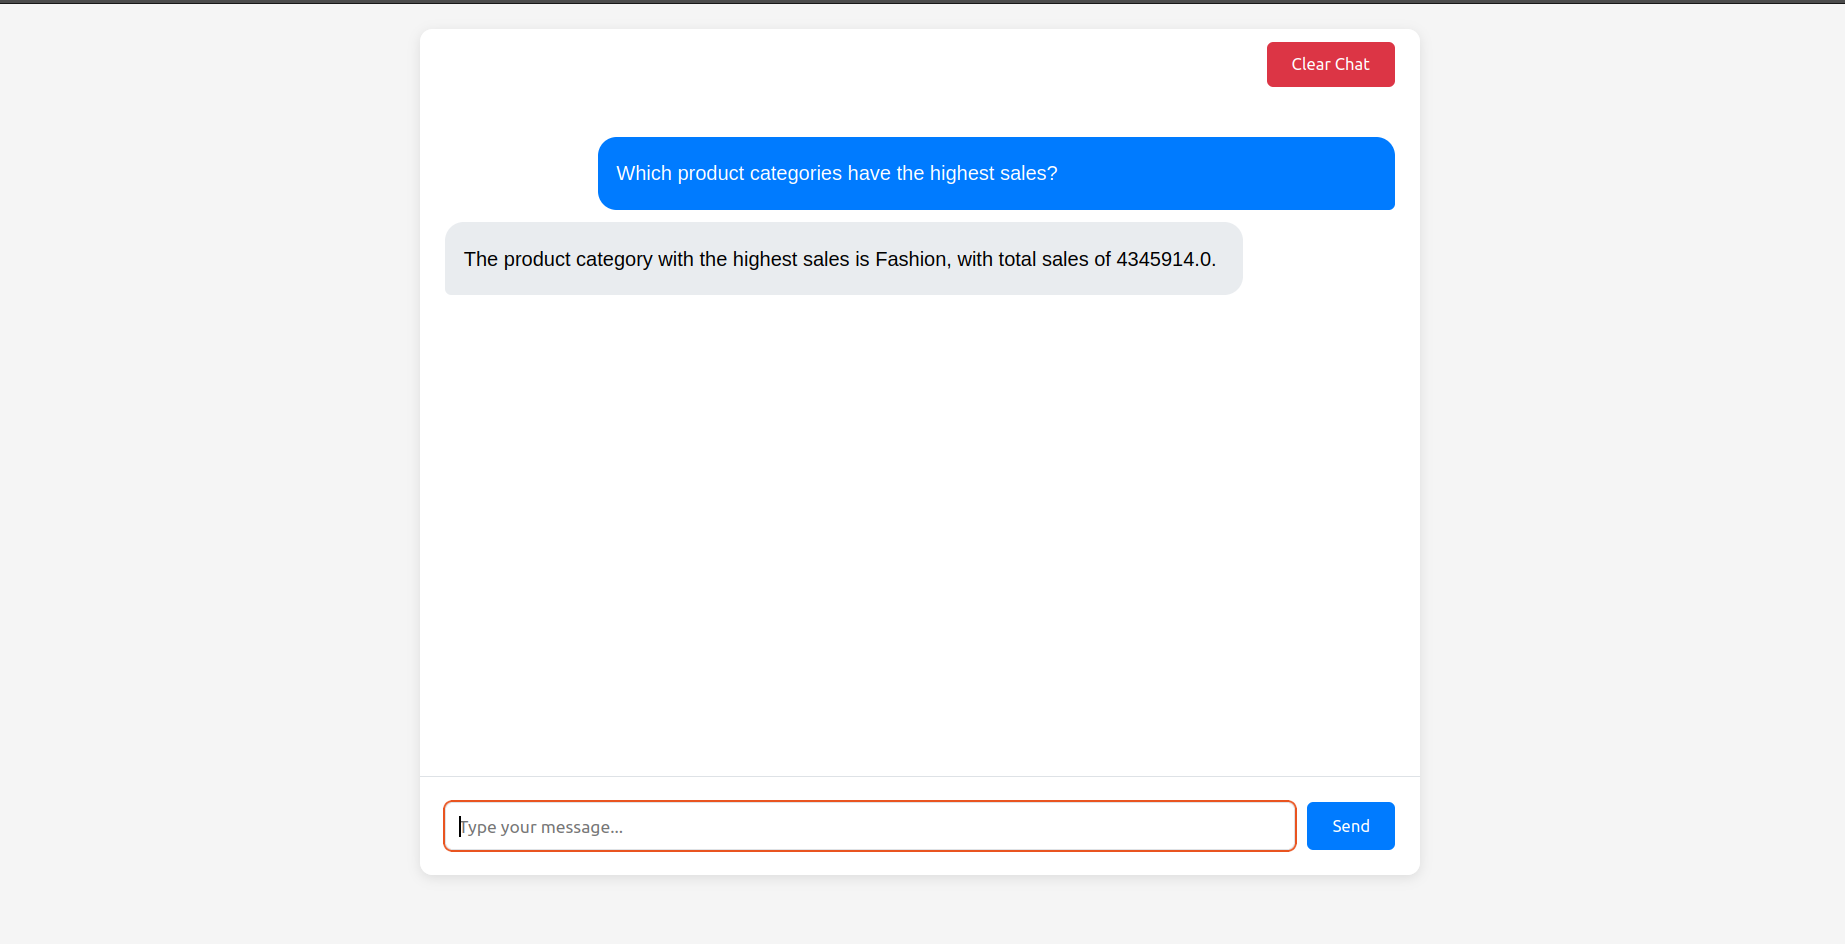 Clear Chat
Which product categories have the highest sales?
The product category with the highest sales is Fashion, with total sales of 4345914.0.
Type your message...
Send